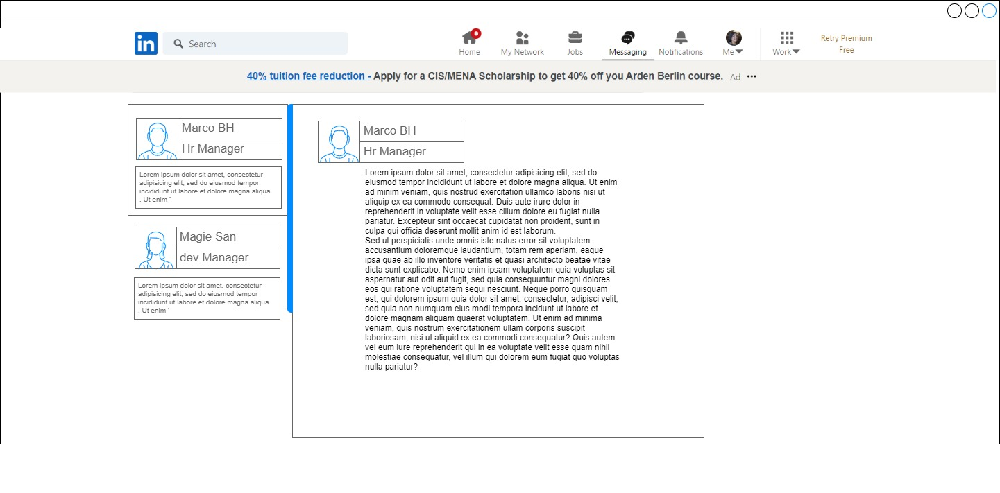 in
Search
Home
My Network
Jobs
Messaging
Notifications
Me
Work
Retry Premium
Free
40% tuition fee reduction - Apply for a CIS/MENA Scholarship to get 40% off you Arden Berlin course.
Ad
Marco BH
Hr Manager
Lorem ipsum dolor sit amet, consectetur
adipisicing elit, sed do eiusmod tempor
incididunt ut labore et dolore magna aliqua
. Ut enim '
Magie San
dev Manager
Lorem ipsum dolor sit amet, consectetur
adipisicing elit, sed do eiusmod tempor
incididunt ut labore et dolore magna aliqua
. Ut enim '
Marco BH
Hr Manager
Lorem ipsum dolor sit amet, consectetur adipisicing elit, sed do
eiusmod tempor incididunt ut labore et dolore magna aliqua. Ut enim
ad minim veniam, quis nostrud exercitation ullamco laboris nisi ut
aliquip ex ea commodo consequat. Duis aute irure dolor in
reprehenderit in voluptate velit esse cillum dolore eu fugiat nulla
pariatur. Excepteur sint occaecat cupidatat non proident, sunt in
culpa qui officia deserunt mollit anim id est laborum.
Sed ut perspiciatis unde omnis iste natus error sit voluptatem
accusantium doloremque laudantium, totam rem aperiam, eaque
ipsa quae ab illo inventore veritatis et quasi architecto beatae vitae
dicta sunt explicabo. Nemo enim ipsam voluptatem quia voluptas sit
aspernatur aut odit aut fugit, sed quia consequuntur magni dolores
eos qui ratione voluptatem sequi nesciunt. Neque porro quisquam
est, qui dolorem ipsum quia dolor sit amet, consectetur, adipisci velit,
sed quia non numquam eius modi tempora incidunt ut labore et
dolore magnam aliquam quaerat voluptatem. Ut enim ad minima
veniam, quis nostrum exercitationem ullam corporis suscipit
laboriosam, nisi ut aliquid ex ea commodi consequatur? Quis autem
vel eum iure reprehenderit qui in ea voluptate velit esse quam nihil
molestiae consequatur, vel illum qui dolorem eum fugiat quo voluptas
nulla pariatur?